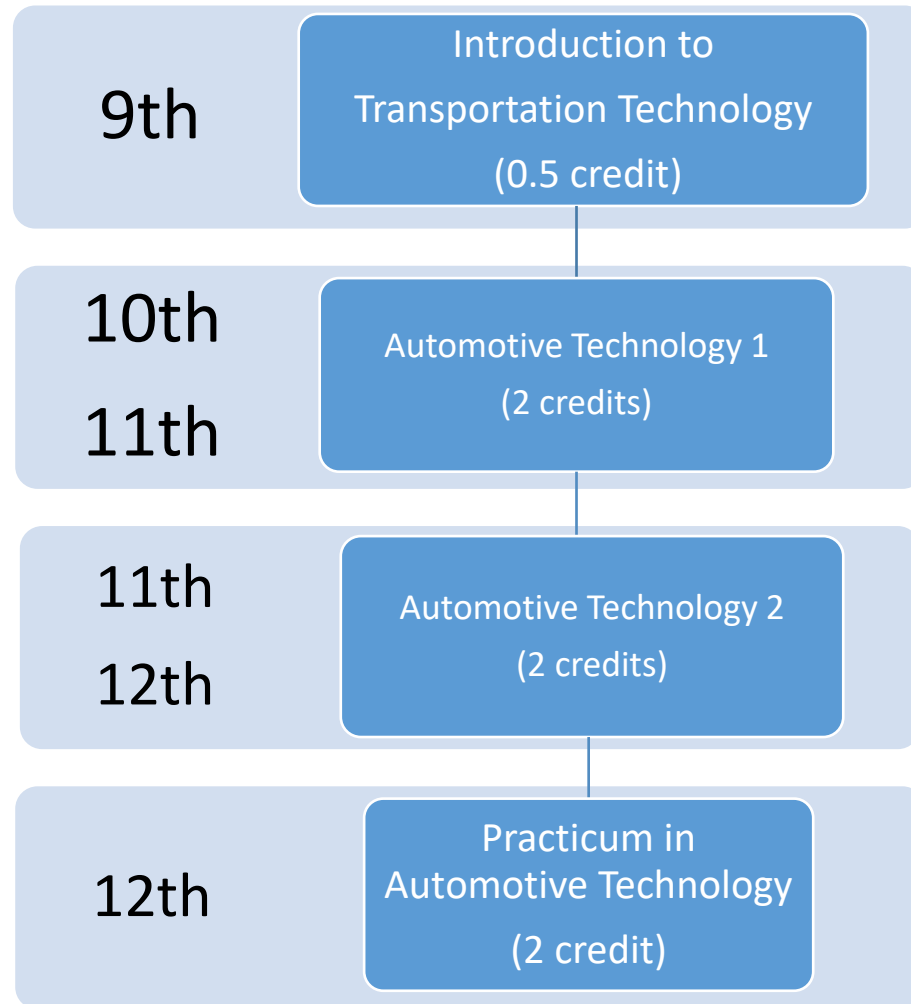 9th
Introduction to
Transportation Technology
(0.5 credit)
10th
11th
Automotive Technology 1
(2 credits)
11th
12th
Automotive Technology 2
(2 credits)
12th
Practicum in
Automotive Technology
(2 credit)